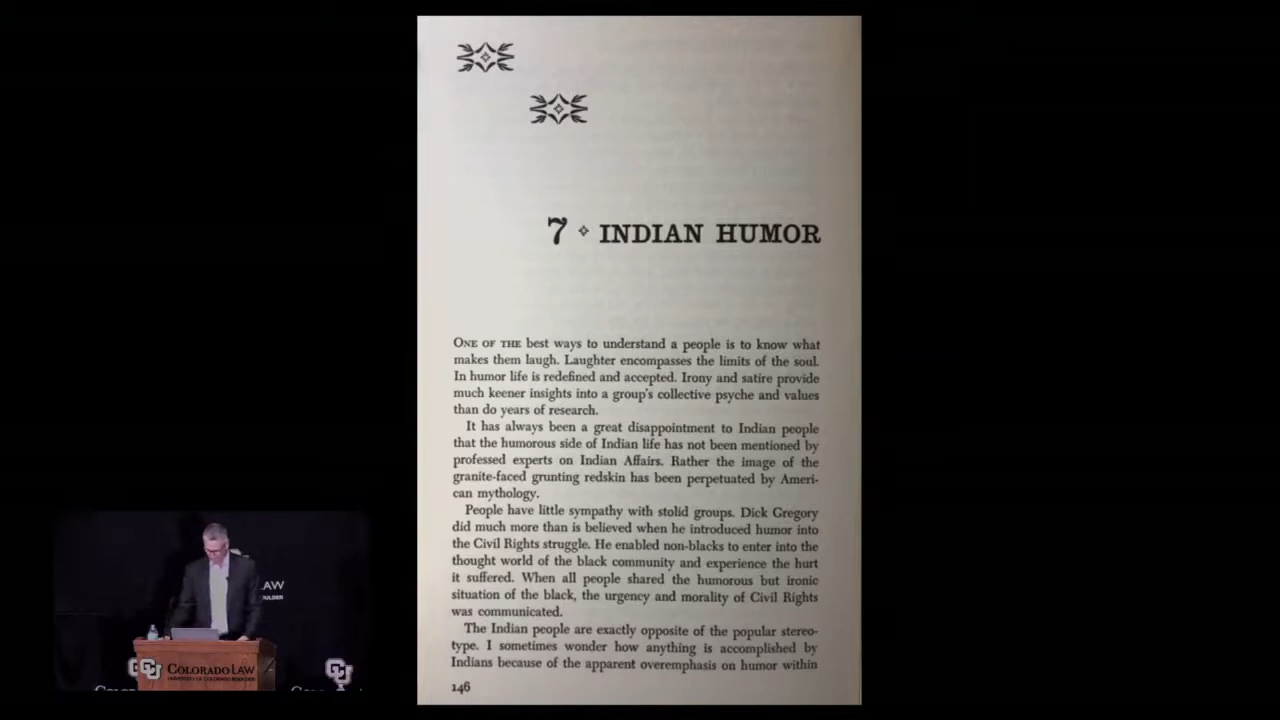 7 INDIAN HUMOR
ONE OF THE best ways to understand a people is to know what
makes them laugh. Laughter encompasses the limits of the soul.
In humor life is redefined and accepted. Irony and satire provide
much keener insights into a group's collective psyche and values
than do years of research.
It has always been a great disappointment to Indian people
that the humorous side of Indian life has not been mentioned by
professed experts on Indian Affairs. Rather the image of the
granite-faced grunting redskin has been perpetuated by Ameri-
can mythology.
People have little sympathy with stolid groups. Dick Gregory
did much more than is believed when he introduced humor into
the Civil Rights struggle. He enabled non-blacks to enter into the
thought world of the black community and experience the hurt
it suffered. When all people shared the humorous but ironic
situation of the black, the urgency and morality of Civil Rights
was communicated.
The Indian people are exactly opposite of the popular stereo-
type. I sometimes wonder how anything is accomplished by
Indians because of the apparent overemphasis on humor within
146
AW
OULDER
CU COLORADO LAW
UNIVERSITY OF COLORADO BOULDER
CU